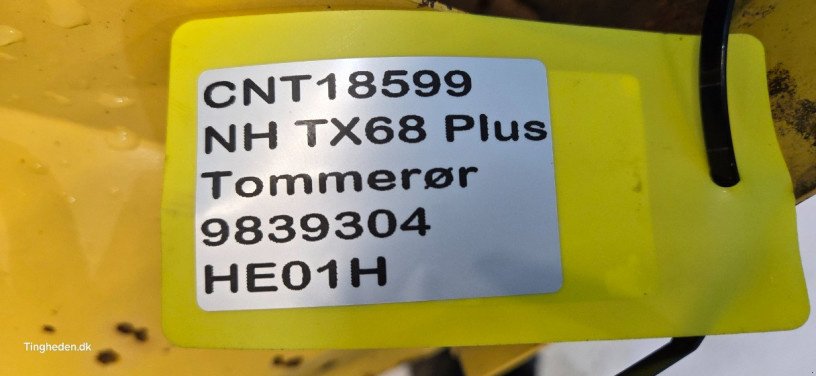 CNT18599
NH TX68 Plus
Tommerør
9839304
HE01H
Tingheden.dk